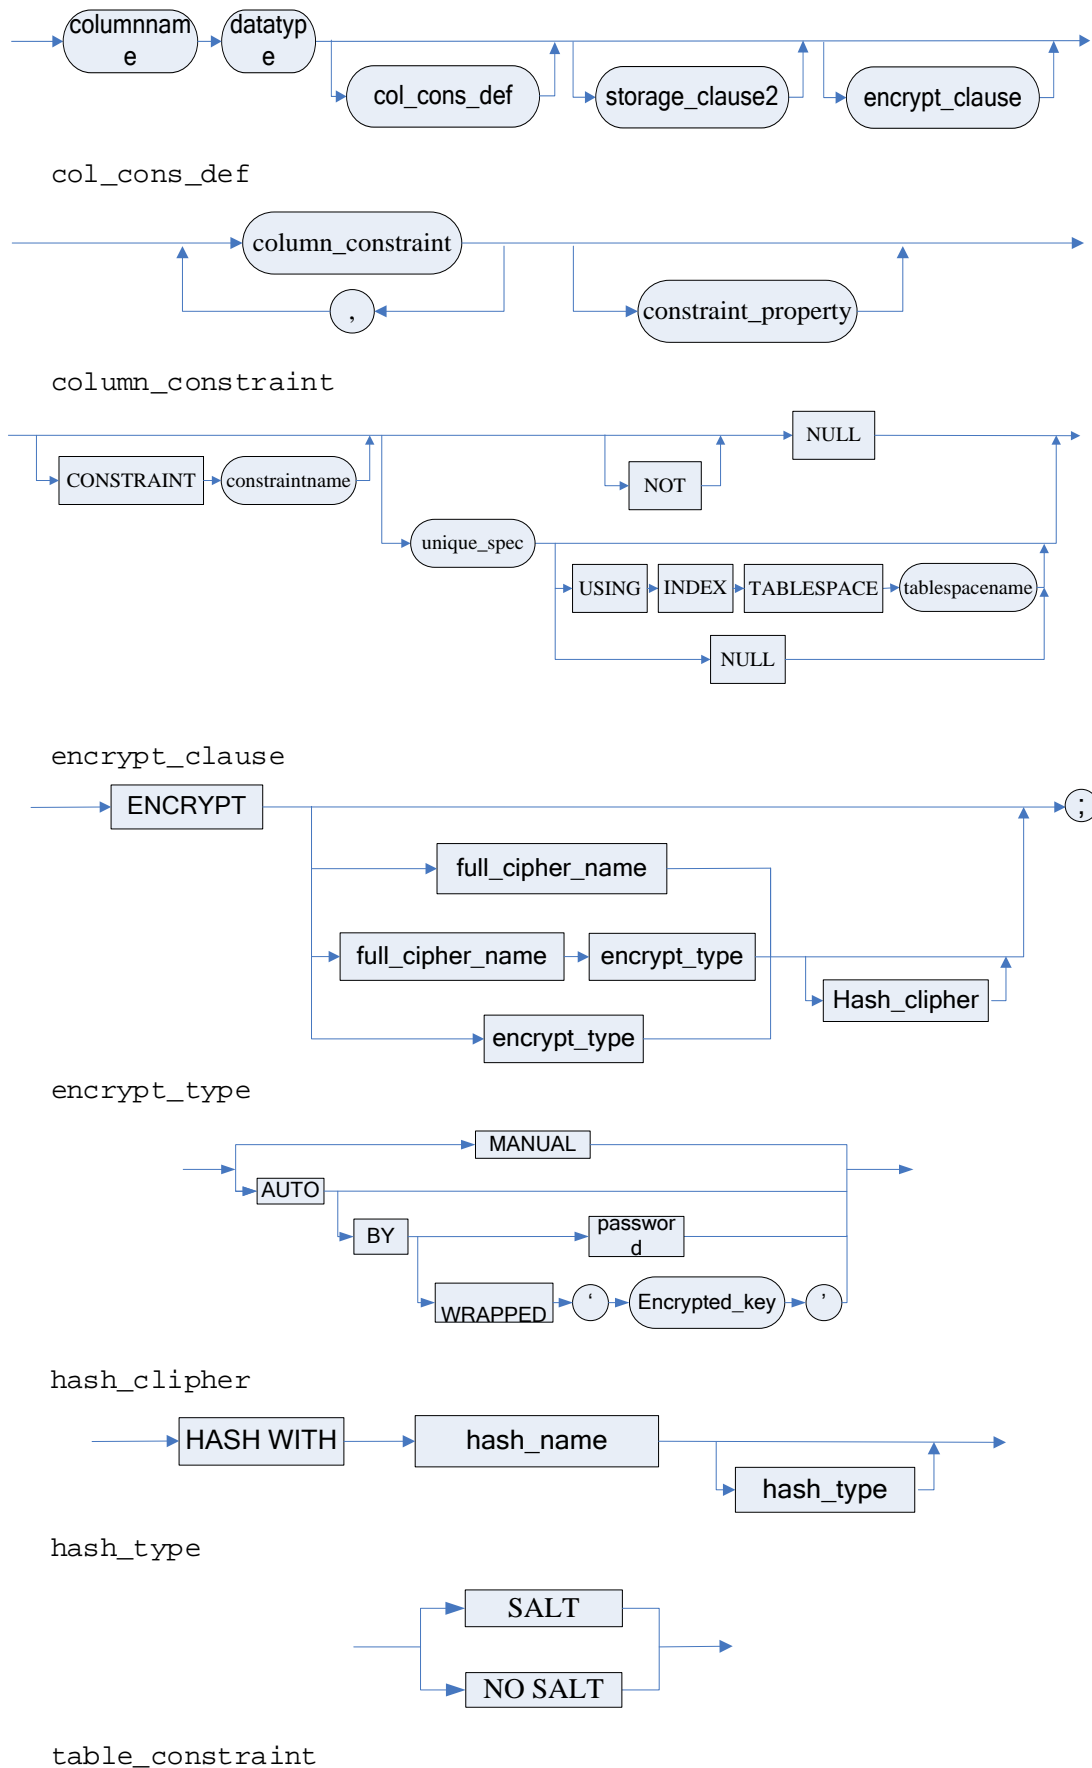 columnnam
e
datatyp
e
col_cons_def
storage_clause2
encrypt_clause
col_cons_def
column_constraint
,
constraint_property
column_constraint
NULL
CONSTRAINT
constraintname
NOT
unique_spec
USING
INDEX
TABLESPACE
tablespacename
NULL
encrypt_clause
ENCRYPT
;
full_cipher_name
full_cipher_name
encrypt_type
Hash_clipher
encrypt_type
encrypt_type
MANUAL
AUTO
BY
passwor
d
WRAPPED
‘
Encrypted_key
’
hash_clipher
HASH WITH
hash_name
hash_type
hash_type
SALT
NO SALT
table_constraint